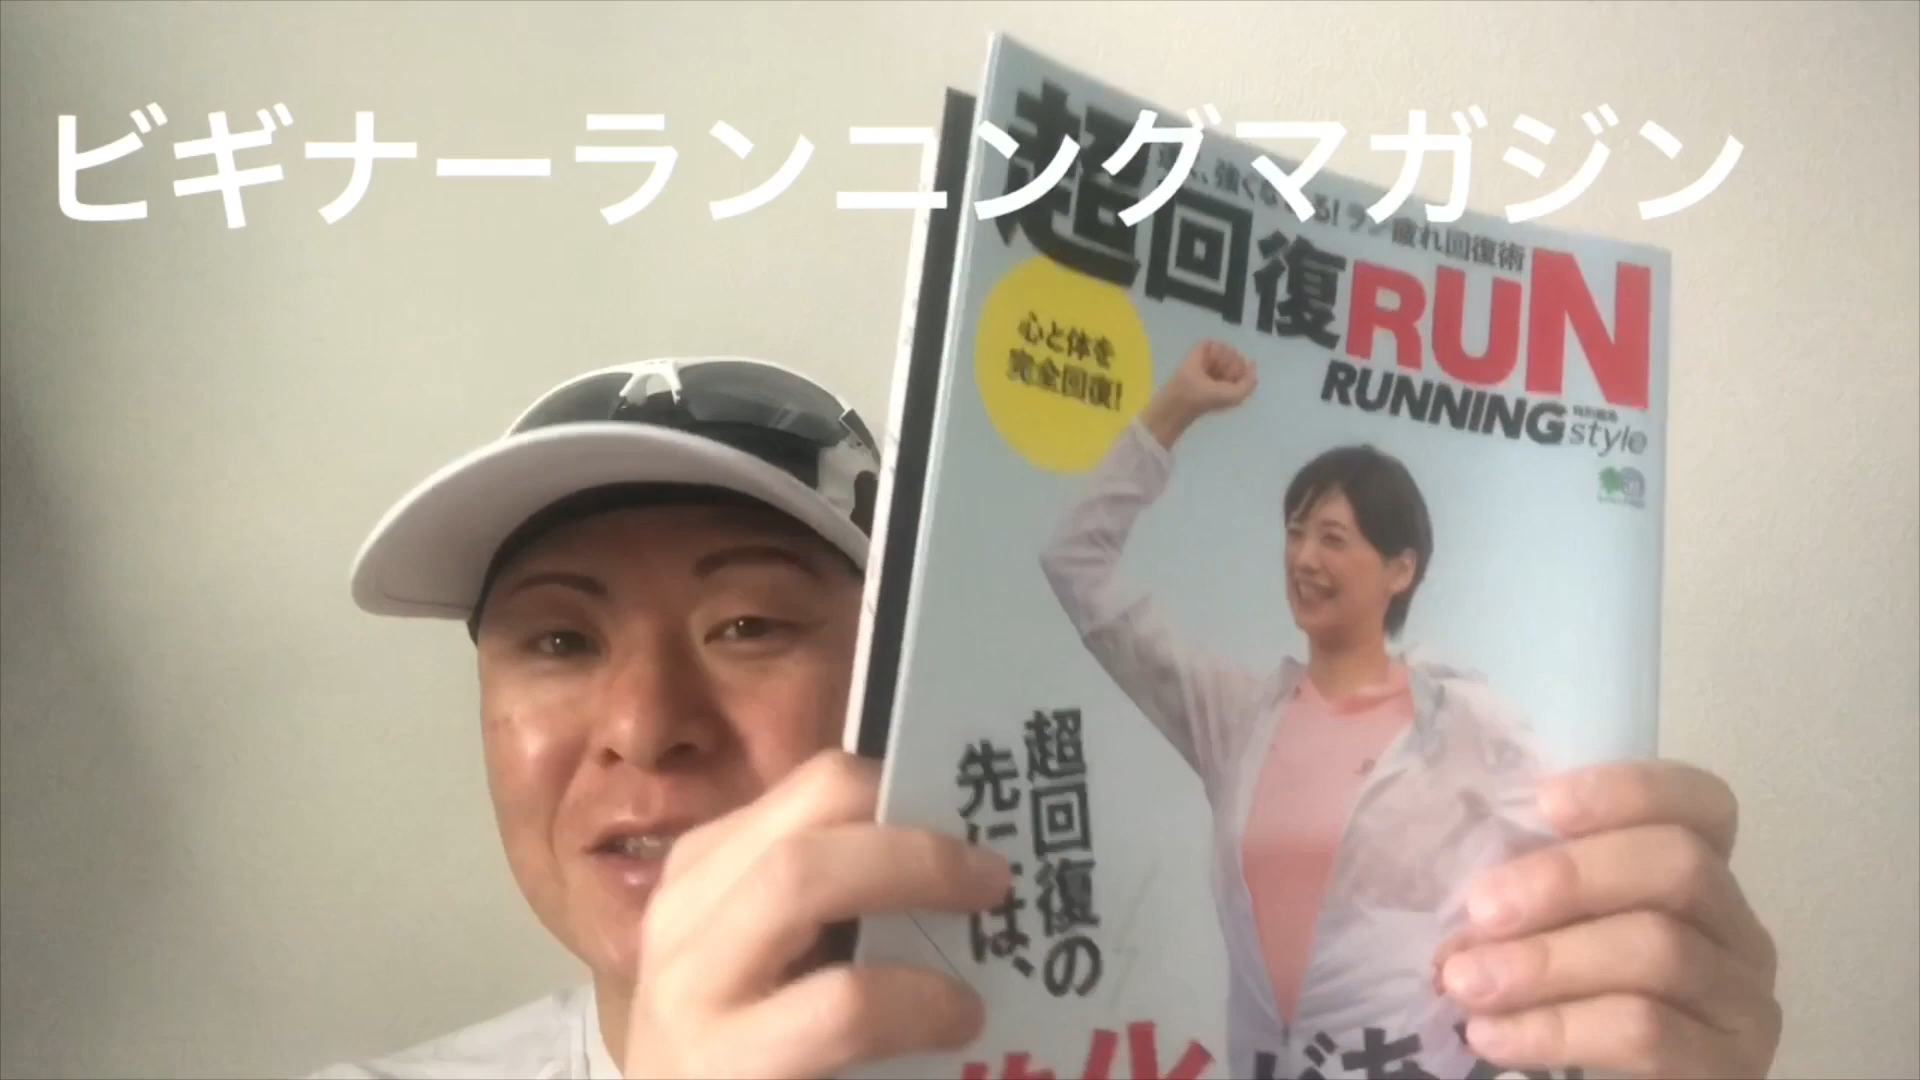 ビギナーランニングマガジン
ラン疲れ回復術
超回復RUN
RUNNING style
心と体を
完全回復!
超回復の
先には、